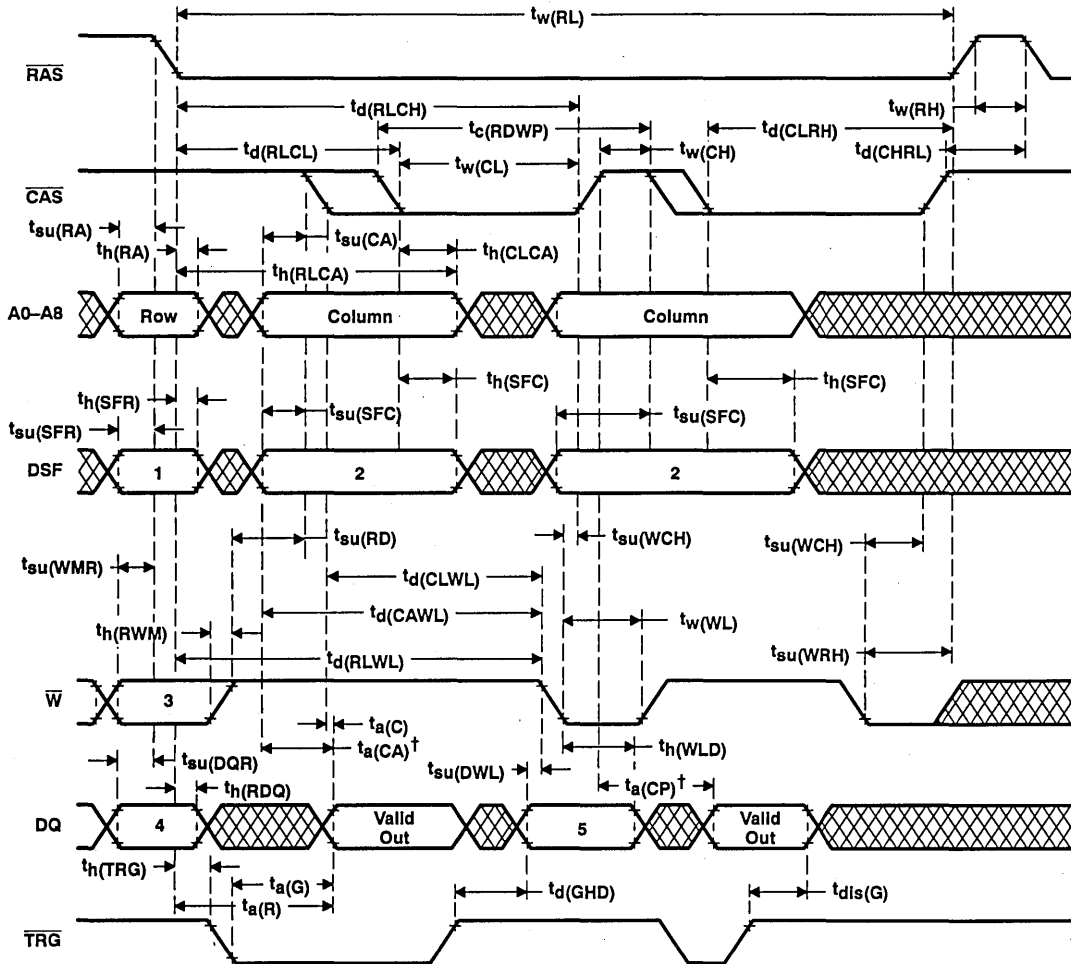 tw(RL)
RAS
td(RLCH)
tw(RH)
tc(RDWP)
td(CLRH)
td(RLCL)
tw(CH)
td(CHRL)
tw(CL)
CAS
tsu(RA)
tsu(CA)
th(RA)
th(CLCA)
th(RLCA)
A0–A8 Row Column Column
th(SFC) th(SFC)
th(SFR)
tsu(SFC) tsu(SFC)
tsu(SFR)
DSF 1 2 2
tsu(RD) tsu(WCH) tsu(WCH)
tsu(WMR)
td(CLWL)
td(CAWL) tw(WL)
th(RWM)
td(RLWL) tsu(WRH)
W 3
ta(C)
ta(CA)† th(WLD)
tsu(DQR) tsu(DWL)
th(RDQ) ta(CP)†
DQ 4 Valid Out 5 Valid Out
th(TRG)
ta(G) td(GHD) tdis(G)
ta(R)
TRG